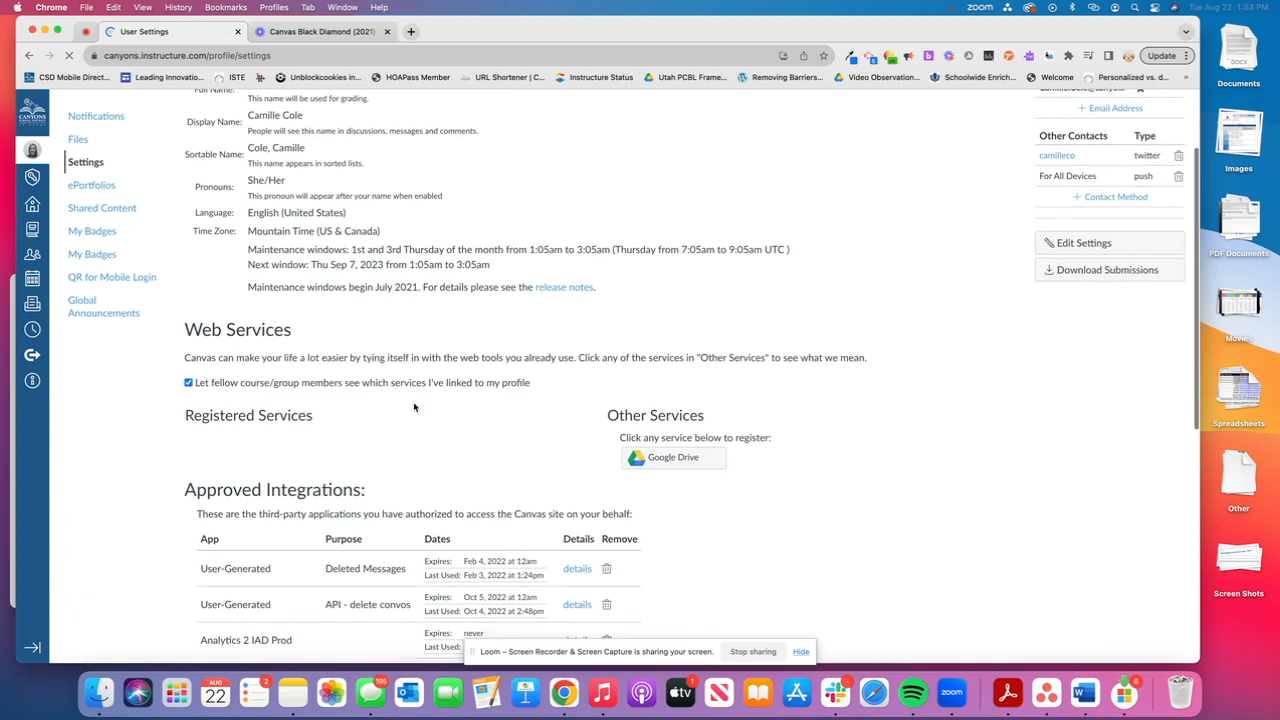 Chrome File Edit View History Bookmarks Profiles Tab Window Help
zoom
Tue Aug 22 1:53 PM
User Settings
Canvas Black Diamond (2021)
canyons.instructure.com/profile/settings
Update
CSD Mobile Direct...
Leading Innovatio...
ISTE
Unblockcookies in...
HOAPass Member
URL Shortener | C...
Instructure Status
Utah PCBL Frame...
Removing Barriers...
Video Observation...
Schoolwide Enric...
Welcome
Personalized vs. d...
CANYONS
Notifications
Files
Settings
ePortfolios
Shared Content
My Badges
My Badges
QR for Mobile Login
Global
Announcements
This name will be used for grading.
Display Name: Camille Cole
People will see this name in discussions, messages and comments.
Sortable Name: Cole, Camille
This name appears in sorted lists.
Pronouns: She/Her
This pronoun will appear after your name when enabled
Language: English (United States)
Time Zone: Mountain Time (US & Canada)
Maintenance windows: 1st and 3rd Thursday of the month from 1:05am to 3:05am (Thursday from 7:05am to 9:05am UTC )
Next window: Thu Sep 7, 2023 from 1:05am to 3:05am
Maintenance windows begin July 2021. For details please see the release notes.
+ Email Address
Other Contacts Type
camilleco twitter
For All Devices push
+ Contact Method
Edit Settings
Download Submissions
Web Services
Canvas can make your life a lot easier by tying itself in with the web tools you already use. Click any of the services in "Other Services" to see what we mean.
Let fellow course/group members see which services I've linked to my profile
Registered Services
Other Services
Click any service below to register:
Google Drive
Approved Integrations:
These are the third-party applications you have authorized to access the Canvas site on your behalf:
App Purpose Dates Details Remove
User-Generated Deleted Messages Expires: Feb 4, 2022 at 12am details
Last Used: Feb 3, 2022 at 1:24pm
User-Generated API - delete convos Expires: Oct 5, 2022 at 12am details
Last Used: Oct 4, 2022 at 2:48pm
Analytics 2 IAD Prod Expires: never
Last Used:
Loom – Screen Recorder & Screen Capture is sharing your screen. Stop sharing Hide
DOCX
Documents
Images
PDF Documents
Movies
Spreadsheets
Other
Screen Shots
AUG
22
2
195
tv
1
zoom
6